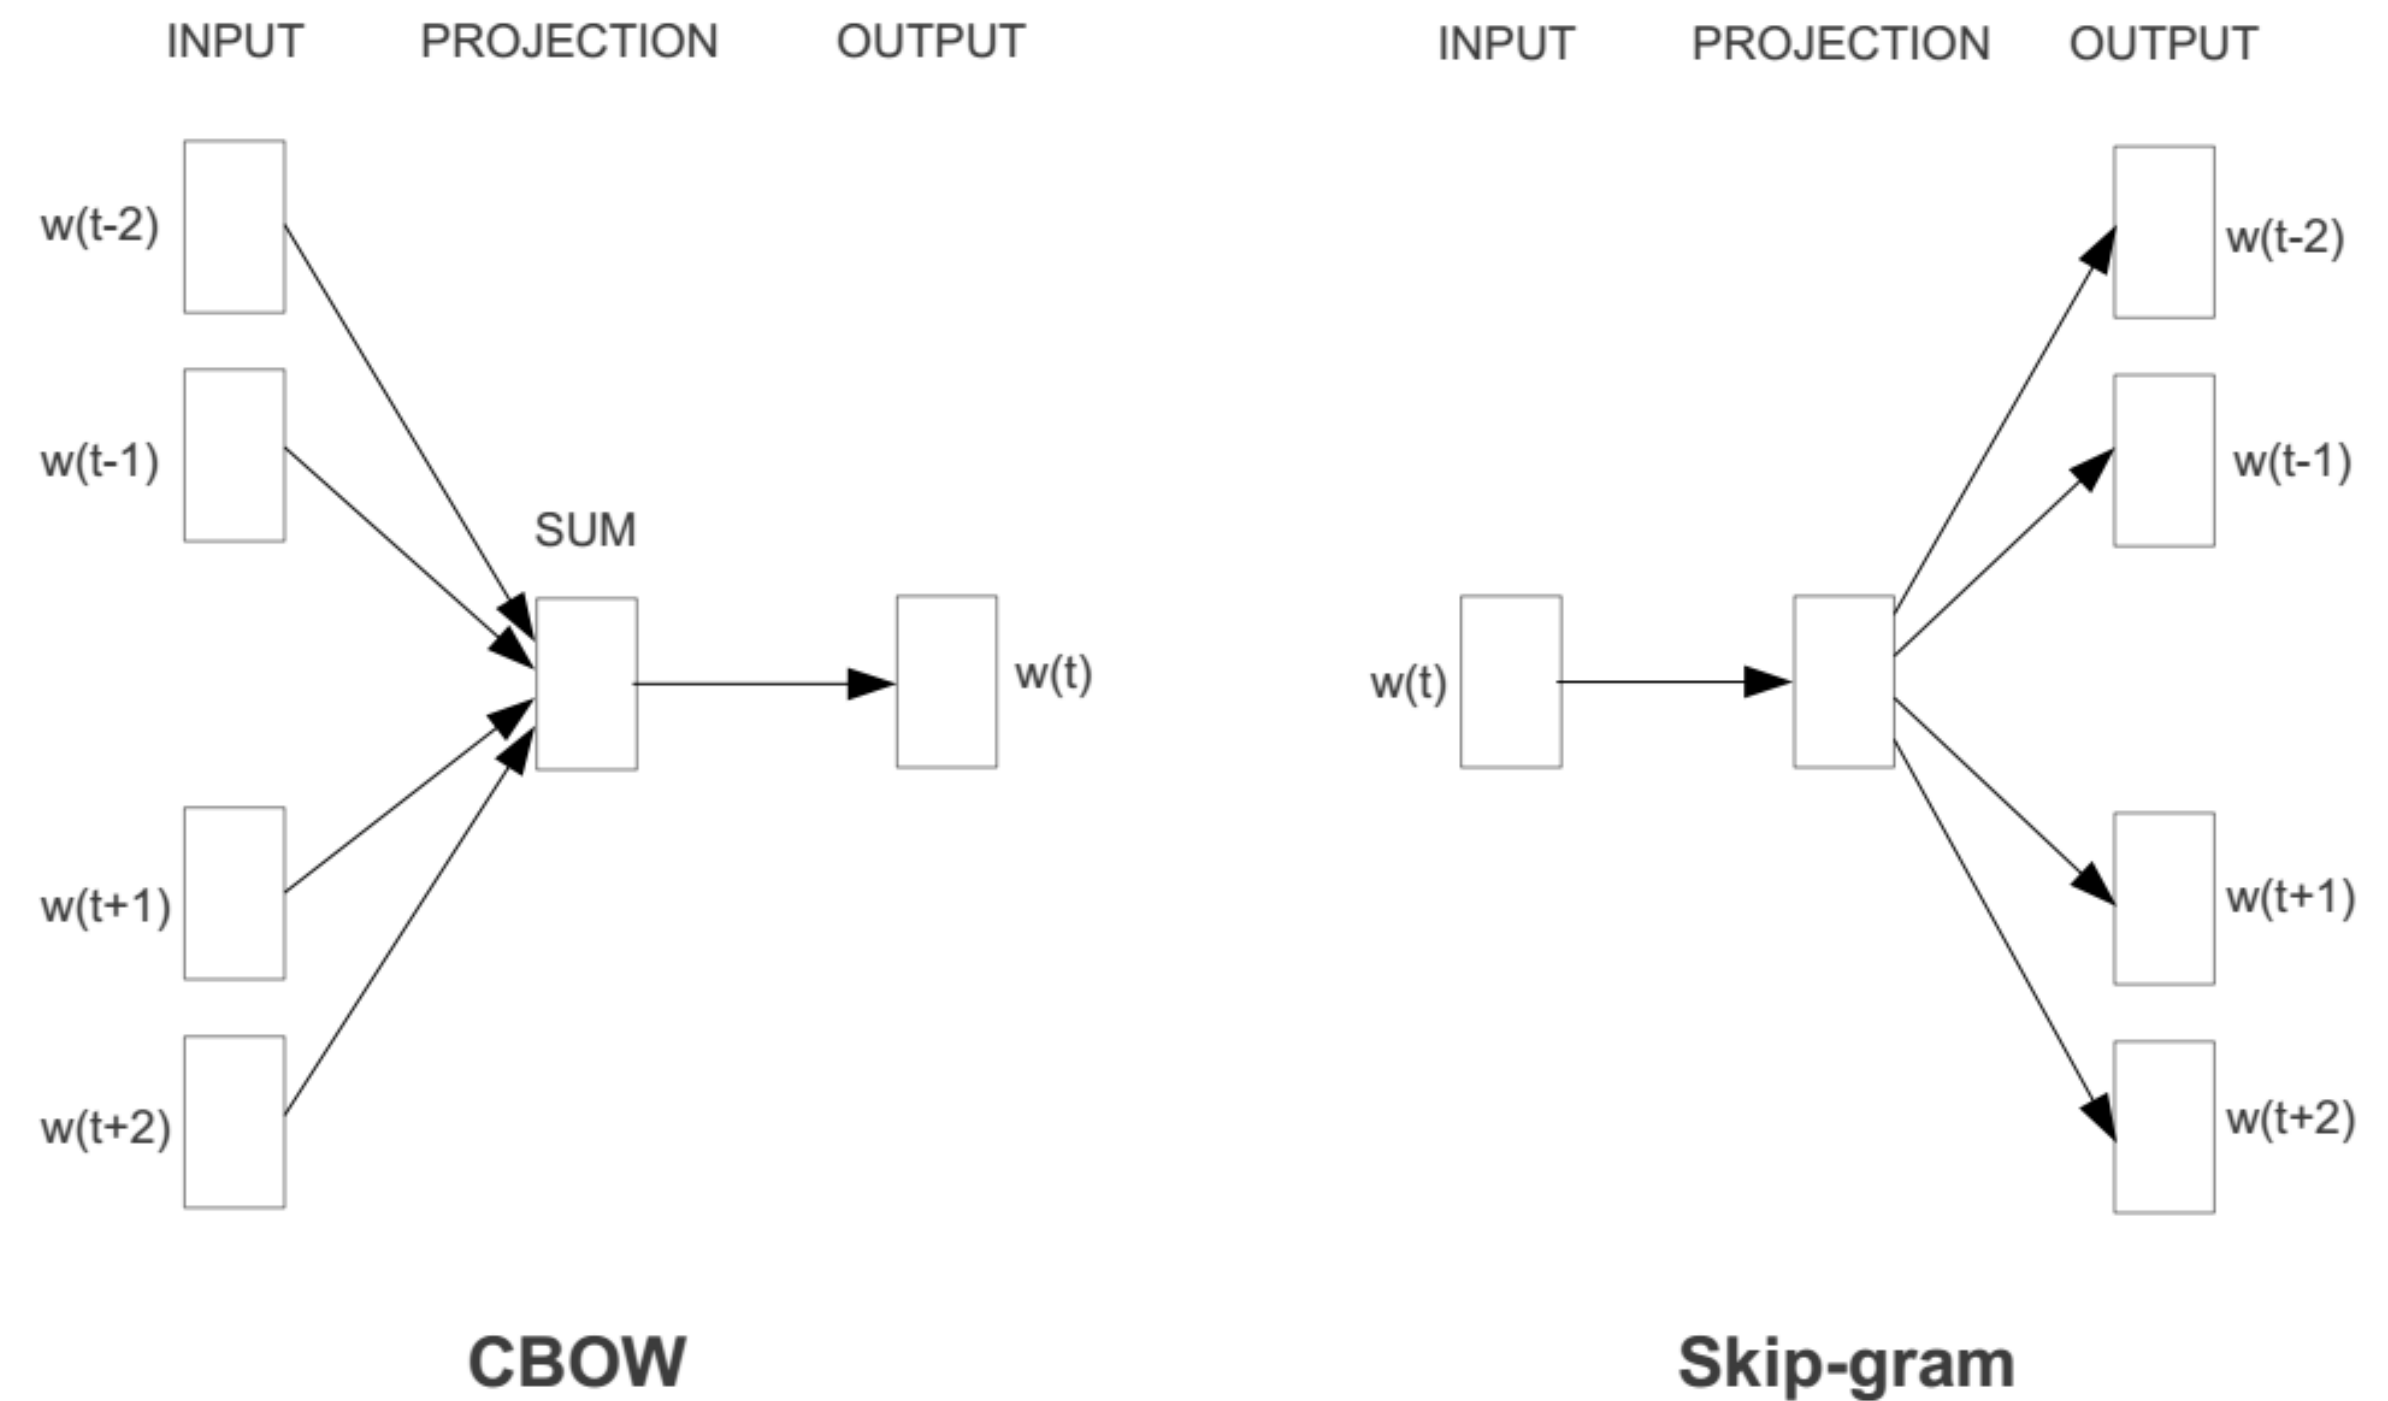 INPUT PROJECTION OUTPUT
w(t-2)
w(t-1)
SUM
w(t)
w(t+1)
w(t+2)
CBOW
INPUT PROJECTION OUTPUT
w(t-2)
w(t-1)
w(t)
w(t+1)
w(t+2)
Skip-gram